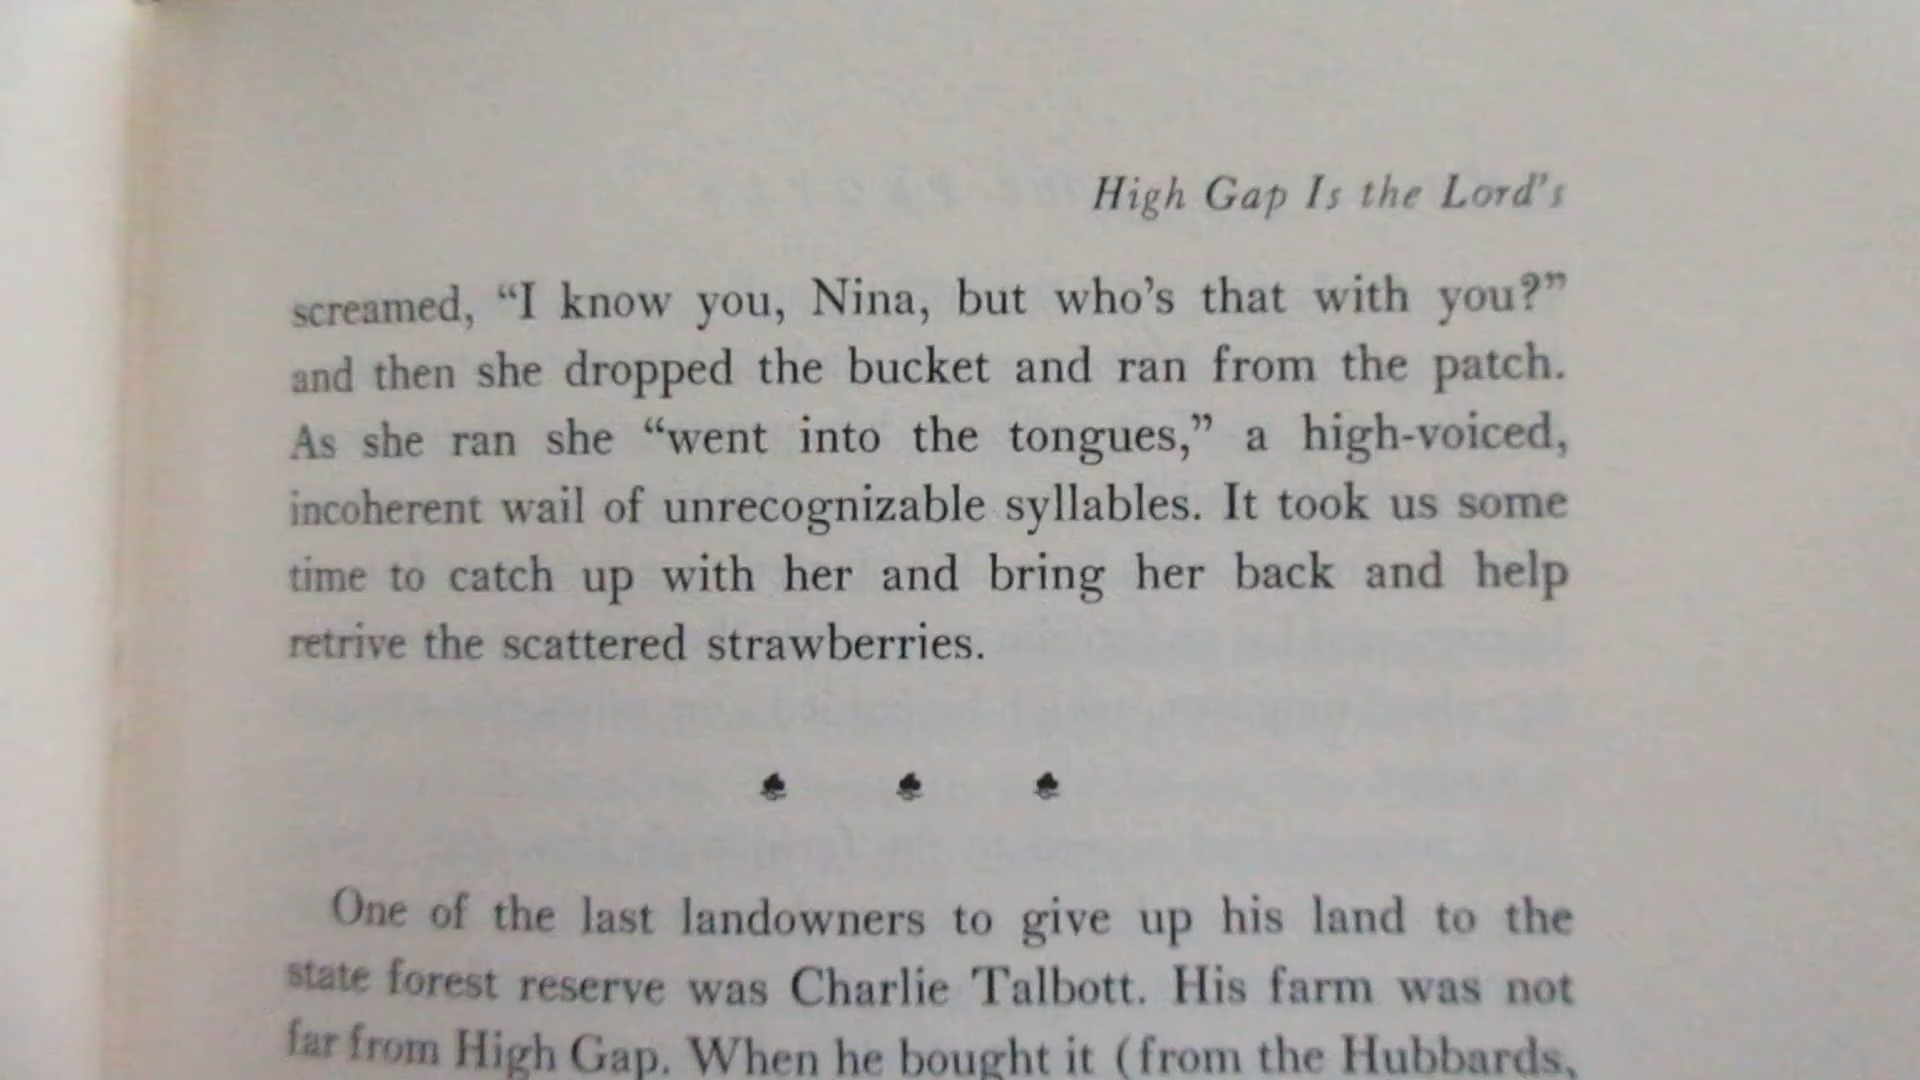 High Gap Is the Lord's
screamed, “I know you, Nina, but who's that with you?”
and then she dropped the bucket and ran from the patch.
As she ran she “went into the tongues,” a high-voiced,
incoherent wail of unrecognizable syllables. It took us some
time to catch up with her and bring her back and help
retrive the scattered strawberries.
One of the last landowners to give up his land to the
state forest reserve was Charlie Talbott. His farm was not
far from High Gap. When he bought it (from the Hubbards,